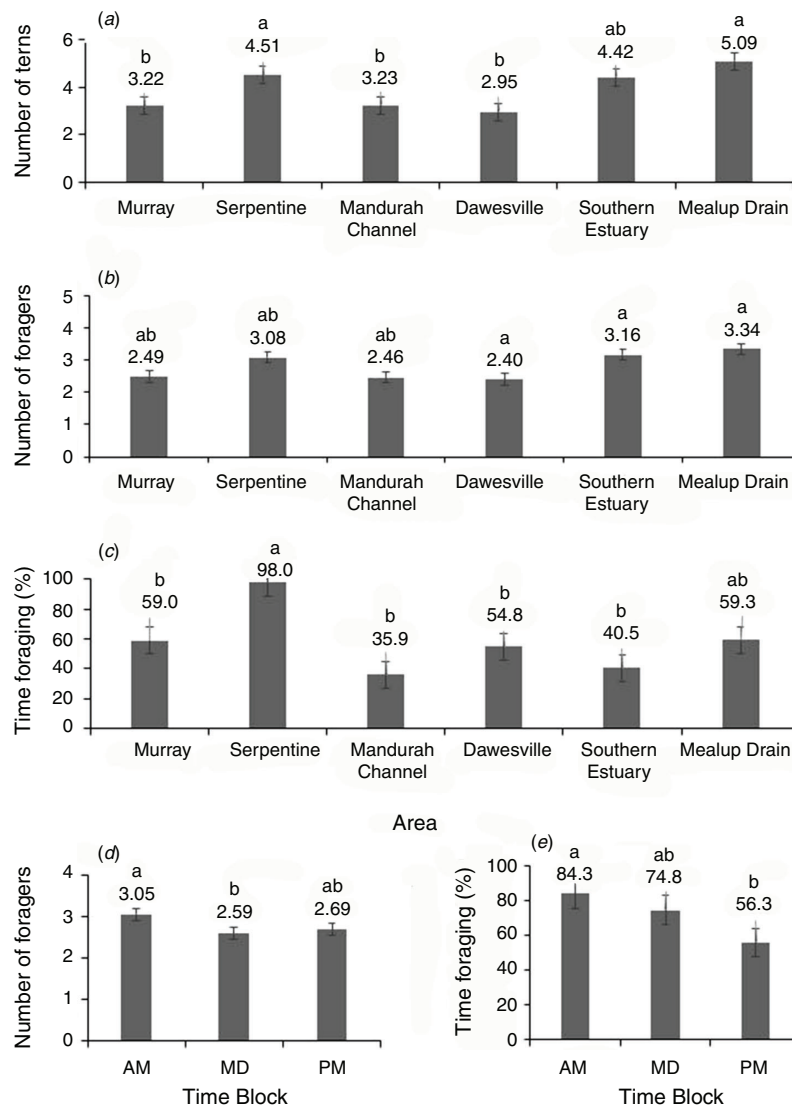 (a)
Number of terns
6
4
2
0
b a b b ab a
3.22 4.51 3.23 2.95 4.42 5.09
Murray Serpentine Mandurah Channel Dawesville Southern Estuary Mealup Drain
(b)
Number of foragers
5
4
3
2
1
0
ab ab ab a a a
2.49 3.08 2.46 2.40 3.16 3.34
Murray Serpentine Mandurah Channel Dawesville Southern Estuary Mealup Drain
(c)
Time foraging (%)
100
80
60
40
20
0
b a b b b ab
59.0 98.0 35.9 54.8 40.5 59.3
Murray Serpentine Mandurah Channel Dawesville Southern Estuary Mealup Drain
Area
(d)
Number of foragers
4
3
2
1
0
a b ab
3.05 2.59 2.69
AM MD PM
Time Block
(e)
Time foraging (%)
100
80
60
40
20
0
a ab b
84.3 74.8 56.3
AM MD PM
Time Block